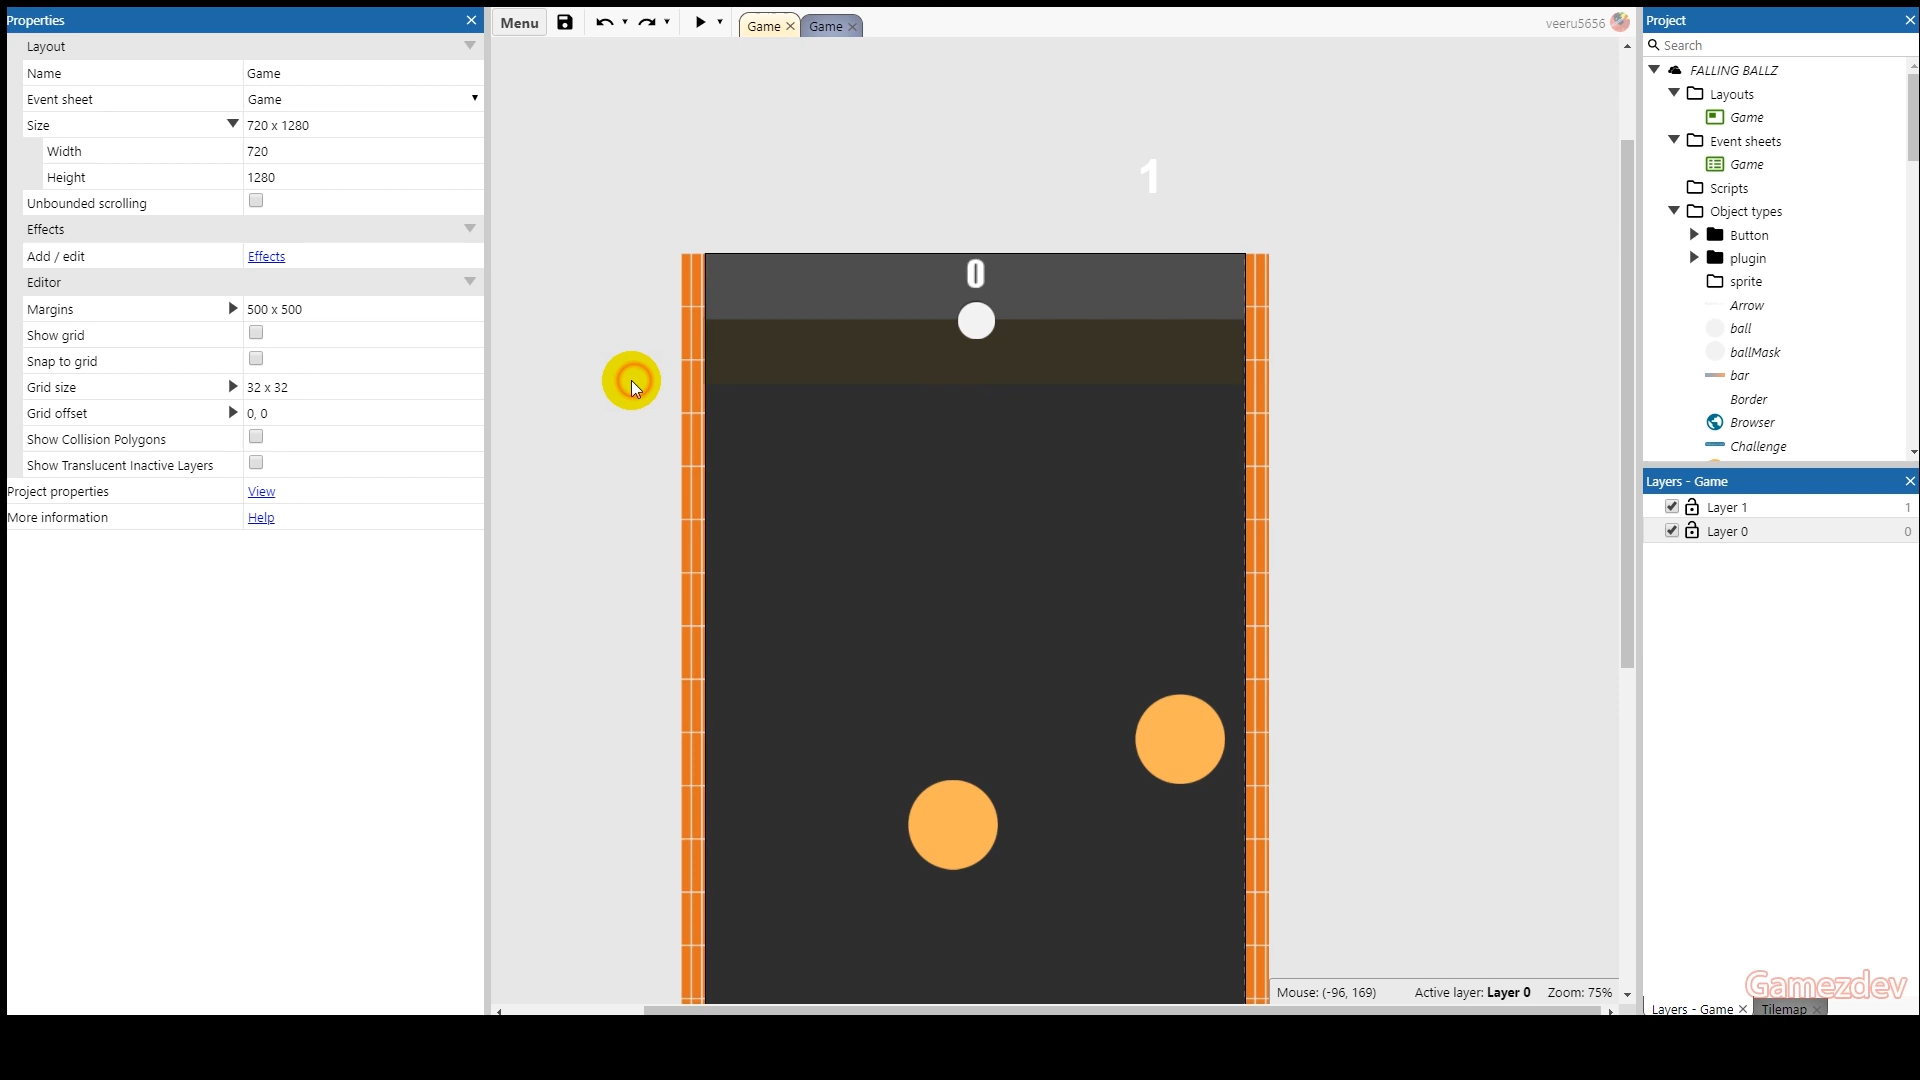 Properties
Layout
Name Game
Event sheet Game
Size 720 x 1280
Width 720
Height 1280
Unbounded scrolling
Effects
Add / edit Effects
Editor
Margins 500 x 500
Show grid
Snap to grid
Grid size 32 x 32
Grid offset 0, 0
Show Collision Polygons
Show Translucent Inactive Layers
Project properties View
More information Help
Menu
Game
Game
veeru5656
1
0
Mouse: (-96, 169) Active layer: Layer 0 Zoom: 75%
Project
Search
FALLING BALLZ
Layouts
Game
Event sheets
Game
Scripts
Object types
Button
plugin
sprite
Arrow
ball
ballMask
bar
Border
Browser
Challenge
Layers - Game
Layer 1 1
Layer 0 0
Gamezdev
Layers - Game Tilemap